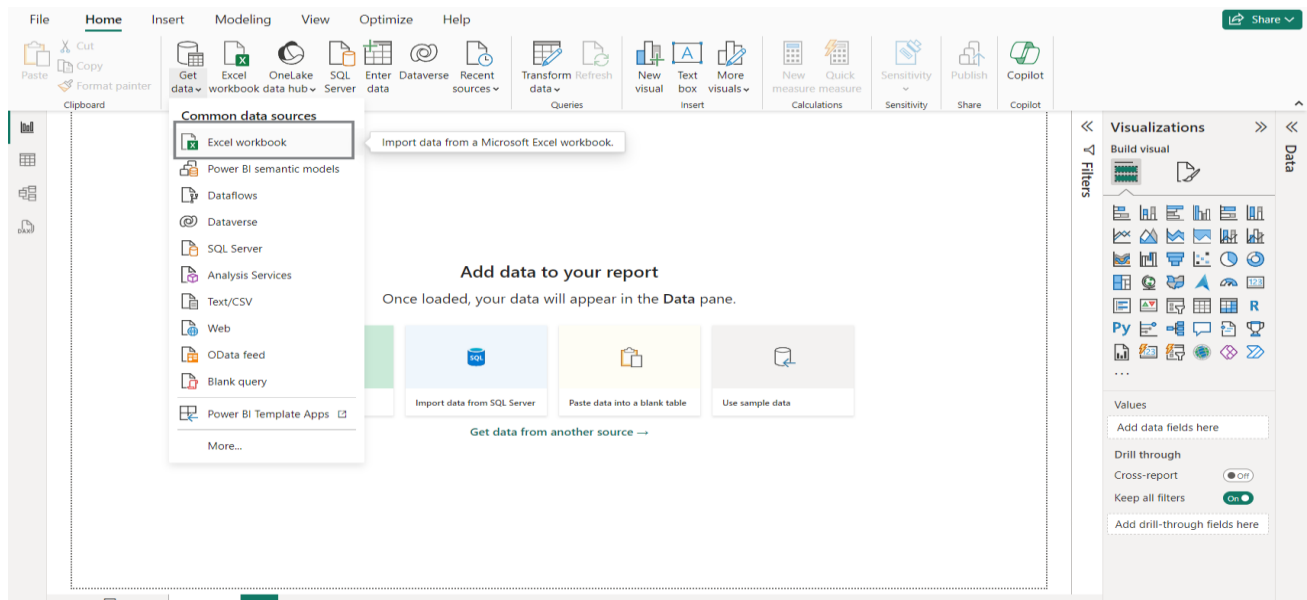 File Home Insert Modeling View Optimize Help Share
Cut
Copy
Format painter
Paste
Clipboard
Get data
Excel workbook
OneLake data hub
SQL Server
Enter data
Dataverse
Recent sources
Transform data
Refresh
Queries
New visual
Text box
More visuals
Insert
New measure
Quick measure
Calculations
Sensitivity
Sensitivity
Publish
Share
Copilot
Copilot
Common data sources
Excel workbook
Import data from a Microsoft Excel workbook.
Power BI semantic models
Dataflows
Dataverse
SQL Server
Analysis Services
Text/CSV
Web
OData feed
Blank query
Power BI Template Apps
More...
Add data to your report
Once loaded, your data will appear in the Data pane.
SQL
Import data from SQL Server
Paste data into a blank table
Use sample data
Get data from another source →
Filters
Visualizations
Build visual
123
R
Py
123
...
Values
Add data fields here
Drill through
Cross-report Off
Keep all filters On
Add drill-through fields here
Data
DAX